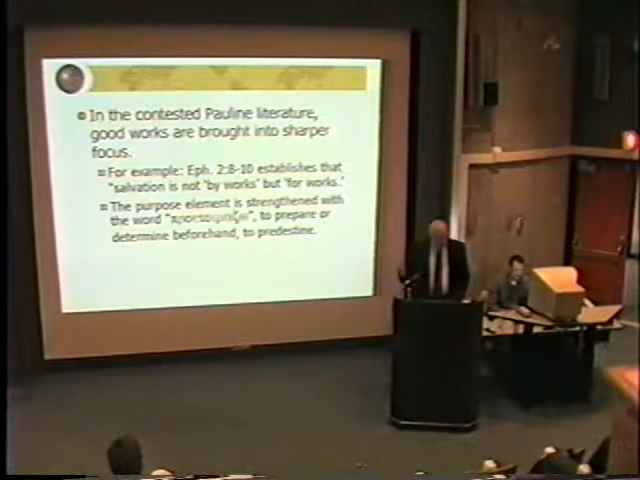 In the contested Pauline literature,
good works are brought into sharper
focus.
For example: Eph. 2:8-10 establishes that
"salvation is not 'by works' but 'for works.'
The purpose element is strengthened with
the word to prepare or
determine beforehand, to predestine.